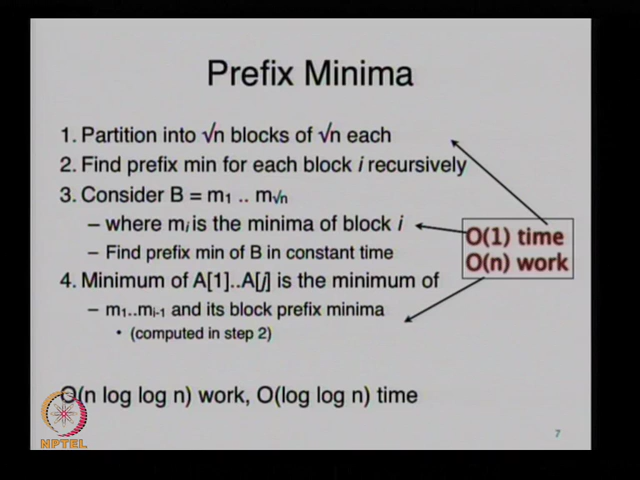 Prefix Minima
1. Partition into √n blocks of √n each
2. Find prefix min for each block i recursively
3. Consider B = m₁ .. m√n
– where mᵢ is the minima of block i
– Find prefix min of B in constant time
4. Minimum of A[1]..A[j] is the minimum of
– m₁..mᵢ₋₁ and its block prefix minima
• (computed in step 2)
O(1) time
O(n) work
O(n log log n) work, O(log log n) time
NPTEL
7